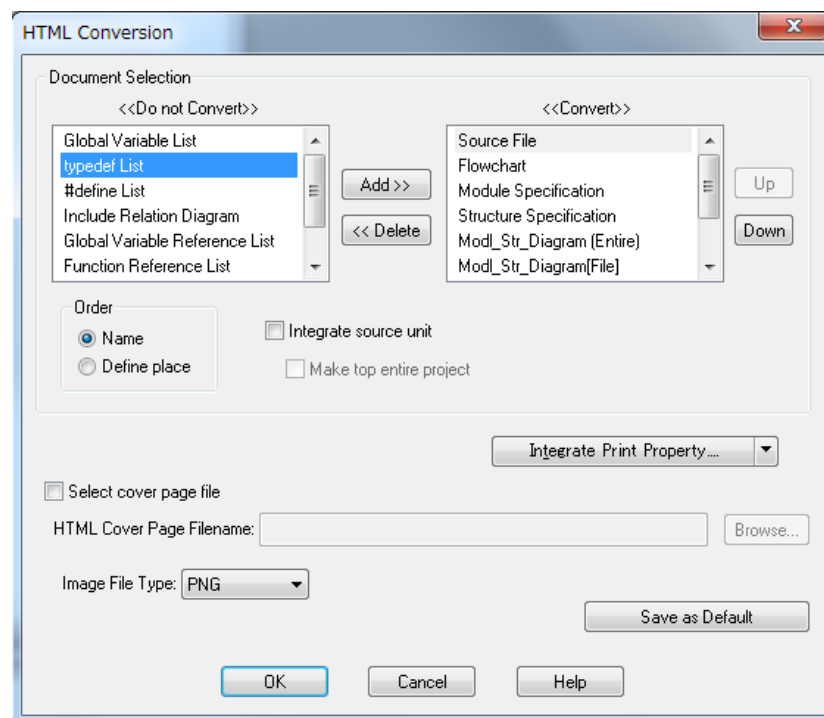 HTML Conversion
Document Selection
<<Do not Convert>>
<<Convert>>
Global Variable List
typedef List
#define List
Include Relation Diagram
Global Variable Reference List
Function Reference List
Add >>
<< Delete
Source File
Flowchart
Module Specification
Structure Specification
Modl_Str_Diagram (Entire)
Modl_Str_Diagram[File]
Up
Down
Order
Name
Define place
Integrate source unit
Make top entire project
Integrate Print Property....
Select cover page file
HTML Cover Page Filename:
Browse...
Image File Type: PNG
Save as Default
OK
Cancel
Help